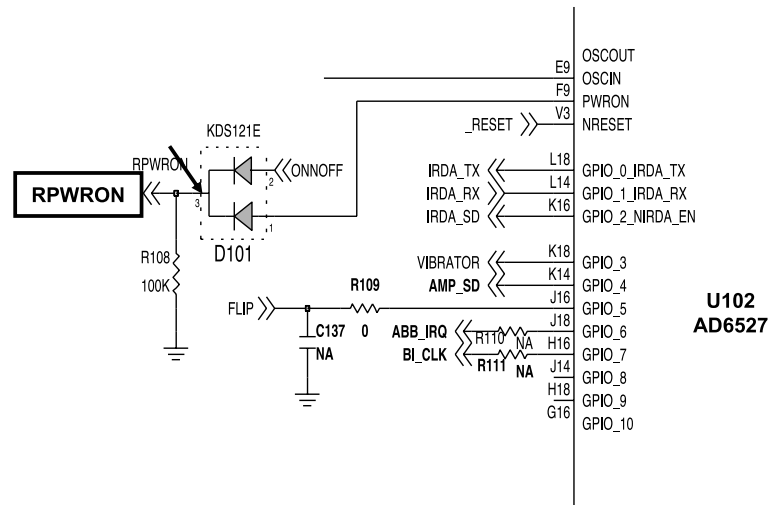 OSCOUT
E9
OSCIN
F9
PWRON
V3
_RESET
NRESET
KDS121E
RPWRON
ONNOFF
2
RPWRON
3
1
D101
R108
100K
L18
IRDA_TX
GPIO_0_IRDA_TX
L14
IRDA_RX
GPIO_1_IRDA_RX
K16
IRDA_SD
GPIO_2_NIRDA_EN
K18
VIBRATOR
GPIO_3
K14
AMP_SD
GPIO_4
R109
J16
FLIP
GPIO_5
0
C137
NA
J18
ABB_IRQ
R110
NA
GPIO_6
H16
BI_CLK
R111
NA
GPIO_7
J14
GPIO_8
H18
GPIO_9
G16
GPIO_10
U102
AD6527